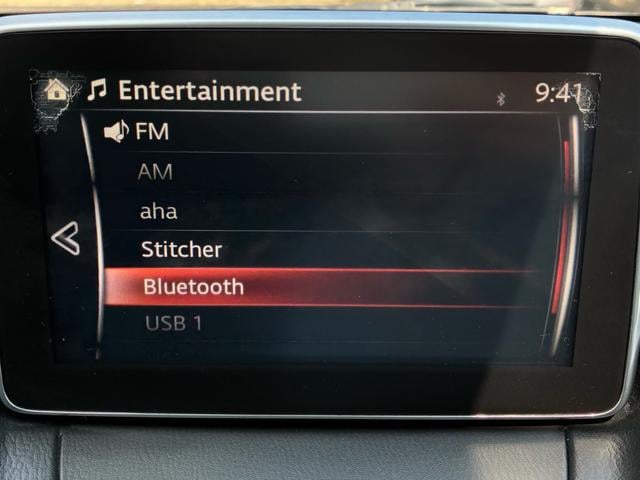 Entertainment 9:41
FM
AM
aha
Stitcher
Bluetooth
USB 1